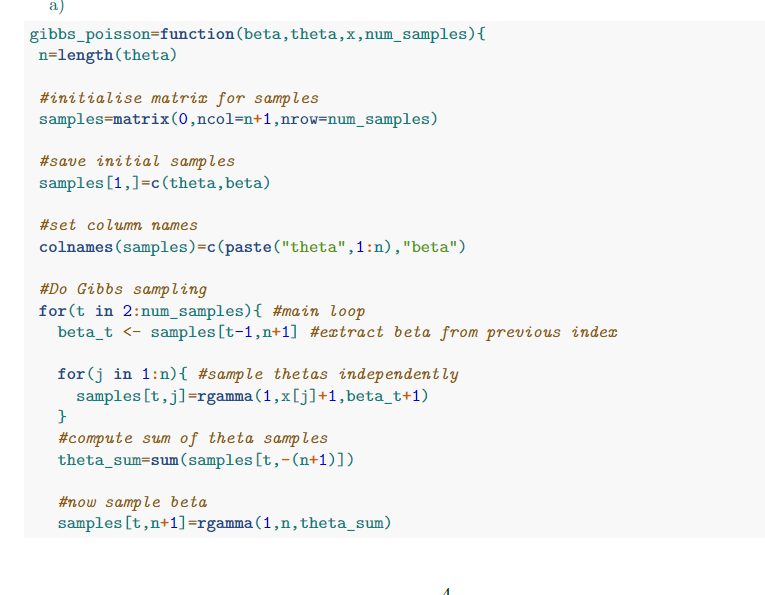 a)
gibbs_poisson=function(beta,theta,x,num_samples){
n=length(theta)
#initialise matrix for samples
samples=matrix(0,ncol=n+1,nrow=num_samples)
#save initial samples
samples[1,]=c(theta,beta)
#set column names
colnames(samples)=c(paste("theta",1:n),"beta")
#Do Gibbs sampling
for(t in 2:num_samples){ #main loop
beta_t <- samples[t-1,n+1] #extract beta from previous index
for(j in 1:n){ #sample thetas independently
samples[t,j]=rgamma(1,x[j]+1,beta_t+1)
}
#compute sum of theta samples
theta_sum=sum(samples[t,-(n+1)])
#now sample beta
samples[t,n+1]=rgamma(1,n,theta_sum)
4